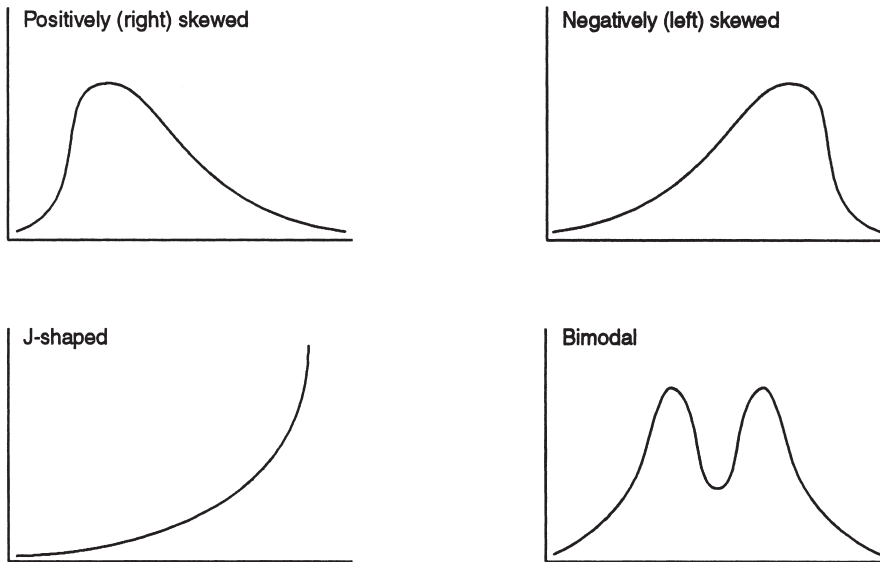 Positively (right) skewed
Negatively (left) skewed
J-shaped
Bimodal